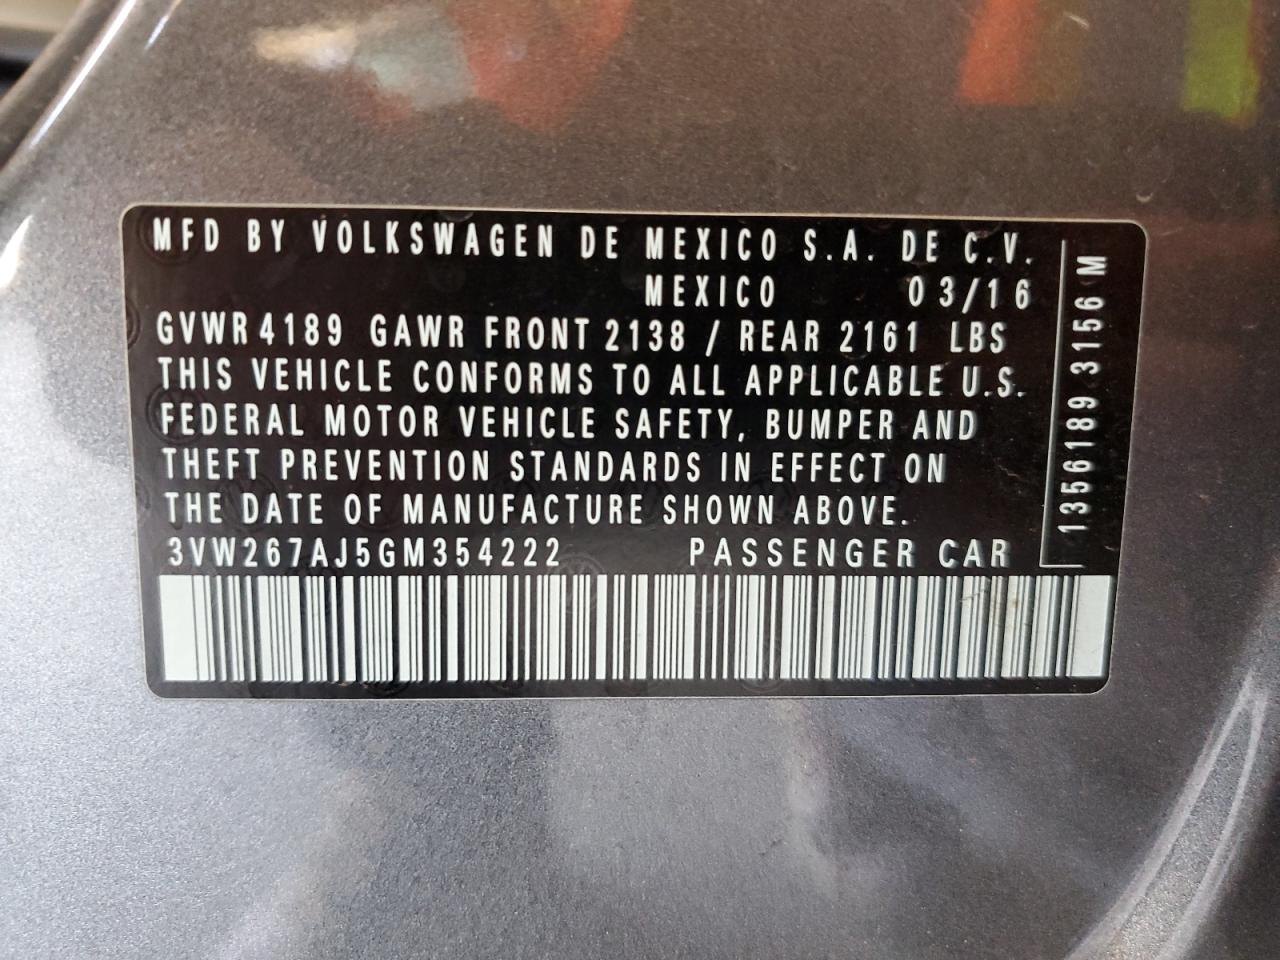 MFD BY VOLKSWAGEN DE MEXICO S.A. DE C.V.
MEXICO 03/16
GVWR 4189 GAWR FRONT 2138 / REAR 2161 LBS
THIS VEHICLE CONFORMS TO ALL APPLICABLE U.S.
FEDERAL MOTOR VEHICLE SAFETY, BUMPER AND
THEFT PREVENTION STANDARDS IN EFFECT ON
THE DATE OF MANUFACTURE SHOWN ABOVE.
3VW267AJ5GM354222 PASSENGER CAR
1356189 3156 M